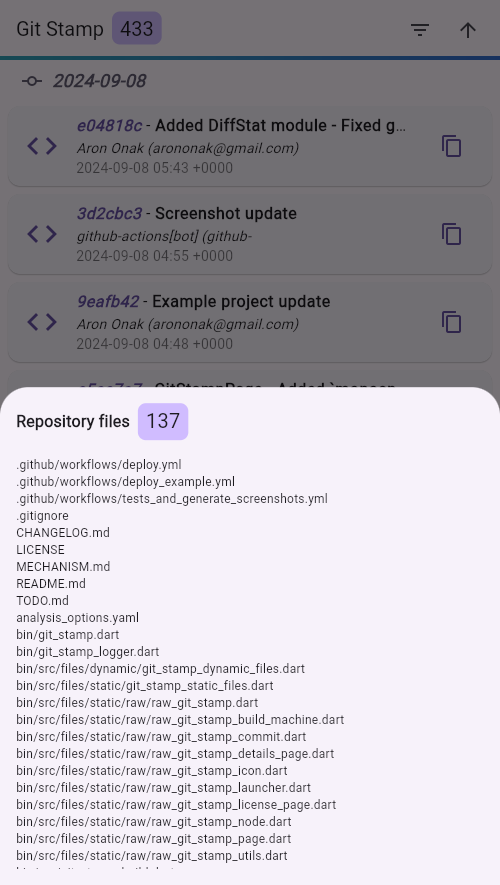 Git Stamp 433
2024-09-08
e04818c - Added DiffStat module - Fixed g...
Aron Onak (arononak@gmail.com)
2024-09-08 05:43 +0000
3d2cbc3 - Screenshot update
github-actions[bot] (github-
2024-09-08 04:55 +0000
9eafb42 - Example project update
Aron Onak (arononak@gmail.com)
2024-09-08 04:48 +0000
Repository files 137
.github/workflows/deploy.yml
.github/workflows/deploy_example.yml
.github/workflows/tests_and_generate_screenshots.yml
.gitignore
CHANGELOG.md
LICENSE
MECHANISM.md
README.md
TODO.md
analysis_options.yaml
bin/git_stamp.dart
bin/git_stamp_logger.dart
bin/src/files/dynamic/git_stamp_dynamic_files.dart
bin/src/files/static/git_stamp_static_files.dart
bin/src/files/static/raw/raw_git_stamp.dart
bin/src/files/static/raw/raw_git_stamp_build_machine.dart
bin/src/files/static/raw/raw_git_stamp_commit.dart
bin/src/files/static/raw/raw_git_stamp_details_page.dart
bin/src/files/static/raw/raw_git_stamp_icon.dart
bin/src/files/static/raw/raw_git_stamp_launcher.dart
bin/src/files/static/raw/raw_git_stamp_license_page.dart
bin/src/files/static/raw/raw_git_stamp_node.dart
bin/src/files/static/raw/raw_git_stamp_page.dart
bin/src/files/static/raw/raw_git_stamp_utils.dart